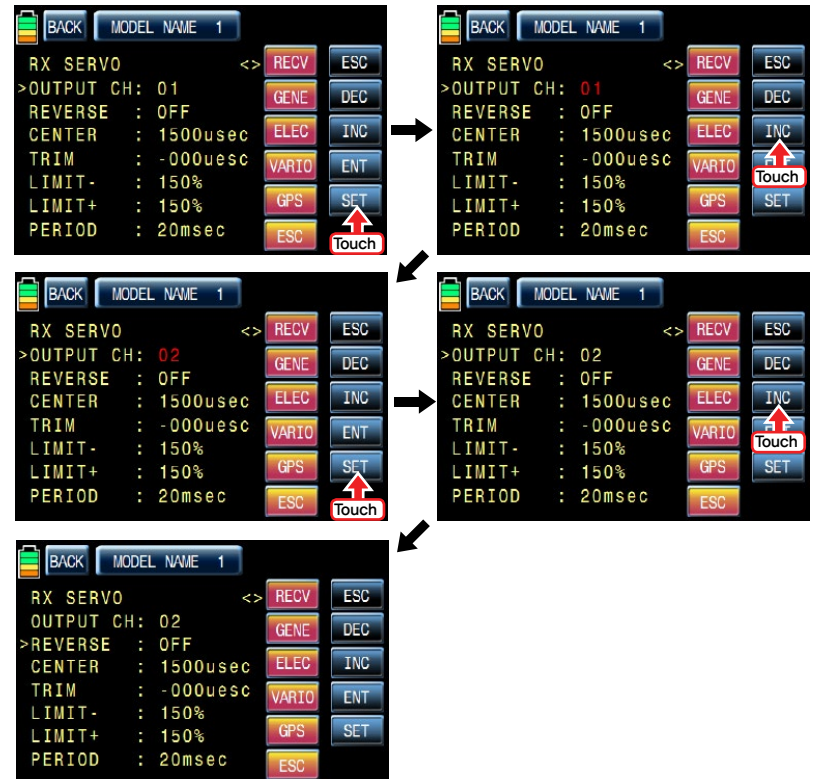 BACK MODEL NAME 1
RX SERVO <> RECV ESC
>OUTPUT CH: 01 GENE DEC
REVERSE : OFF
CENTER : 1500usec ELEC INC
TRIM : -000uesc VARIO ENT
LIMIT- : 150%
LIMIT+ : 150% GPS SET
PERIOD : 20msec ESC Touch
BACK MODEL NAME 1
RX SERVO <> RECV ESC
>OUTPUT CH: 01 GENE DEC
REVERSE : OFF
CENTER : 1500usec ELEC INC
TRIM : -000uesc VARIO
LIMIT- : 150% Touch
LIMIT+ : 150% GPS SET
PERIOD : 20msec ESC
BACK MODEL NAME 1
RX SERVO <> RECV ESC
>OUTPUT CH: 02 GENE DEC
REVERSE : OFF
CENTER : 1500usec ELEC INC
TRIM : -000uesc VARIO ENT
LIMIT- : 150%
LIMIT+ : 150% GPS SET
PERIOD : 20msec ESC Touch
BACK MODEL NAME 1
RX SERVO <> RECV ESC
>OUTPUT CH: 02 GENE DEC
REVERSE : OFF
CENTER : 1500usec ELEC INC
TRIM : -000uesc VARIO
LIMIT- : 150% Touch
LIMIT+ : 150% GPS SET
PERIOD : 20msec ESC
BACK MODEL NAME 1
RX SERVO <> RECV ESC
OUTPUT CH: 02 GENE DEC
>REVERSE : OFF
CENTER : 1500usec ELEC INC
TRIM : -000uesc VARIO ENT
LIMIT- : 150%
LIMIT+ : 150% GPS SET
PERIOD : 20msec ESC